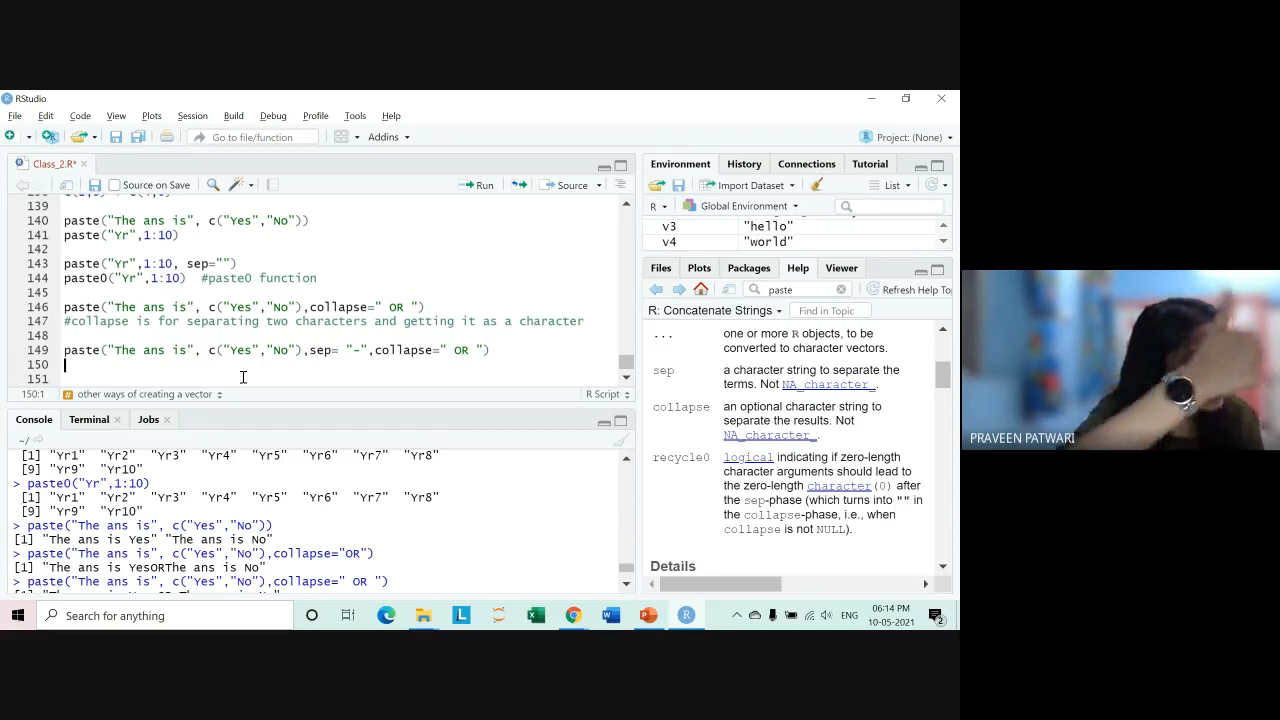 RStudio
File Edit Code View Plots Session Build Debug Profile Tools Help
Go to file/function Addins Project: (None)
Class_2.R*
Source on Save Run Source
139
140 paste("The ans is", c("Yes","No"))
141 paste("Yr",1:10)
142
143 paste("Yr",1:10, sep="")
144 paste0("Yr",1:10) #paste0 function
145
146 paste("The ans is", c("Yes","No"),collapse=" OR ")
147 #collapse is for separating two characters and getting it as a character
148
149 paste("The ans is", c("Yes","No"),sep= "-",collapse=" OR ")
150
151
150:1 other ways of creating a vector R Script
Console Terminal Jobs
~/
[1] "Yr1" "Yr2" "Yr3" "Yr4" "Yr5" "Yr6" "Yr7" "Yr8"
[9] "Yr9" "Yr10"
> paste0("Yr",1:10)
[1] "Yr1" "Yr2" "Yr3" "Yr4" "Yr5" "Yr6" "Yr7" "Yr8"
[9] "Yr9" "Yr10"
> paste("The ans is", c("Yes","No"))
[1] "The ans is Yes" "The ans is No"
> paste("The ans is", c("Yes","No"),collapse="OR")
[1] "The ans is YesORThe ans is No"
> paste("The ans is", c("Yes","No"),collapse=" OR ")
Environment History Connections Tutorial
Import Dataset List
R Global Environment
v3 "hello"
v4 "world"
Files Plots Packages Help Viewer
paste Refresh Help To
R: Concatenate Strings Find in Topic
... one or more R objects, to be
converted to character vectors.
sep a character string to separate the
terms. Not NA_character_.
collapse an optional character string to
separate the results. Not
NA_character_.
recycle0 logical indicating if zero-length
character arguments should lead to
the zero-length character(0) after
the sep-phase (which turns into "" in
the collapse-phase, i.e., when
collapse is not NULL).
Details
PRAVEEN PATWARI
Search for anything
ENG
06:14 PM
10-05-2021
2